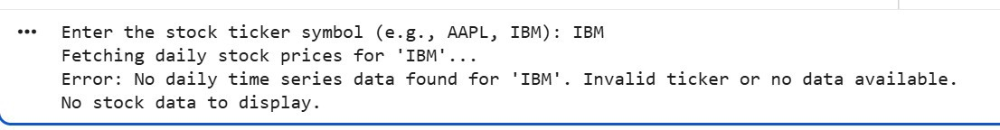 Enter the stock ticker symbol (e.g., AAPL, IBM): IBM
Fetching daily stock prices for 'IBM'...
Error: No daily time series data found for 'IBM'. Invalid ticker or no data available.
No stock data to display.